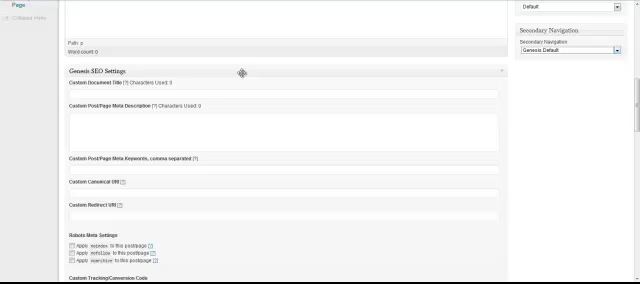 Page
Collapse menu
Path: p
Word count: 0
Default
Secondary Navigation
Secondary Navigation
Genesis Default
Genesis SEO Settings
Custom Document Title [?] Characters Used: 0
Custom Post/Page Meta Description [?] Characters Used: 0
Custom Post/Page Meta Keywords, comma separated [?]
Custom Canonical URI [?]
Custom Redirect URI [?]
Robots Meta Settings
Apply noindex to this post/page [?]
Apply nofollow to this post/page [?]
Apply noarchive to this post/page [?]
Custom Tracking/Conversion Code